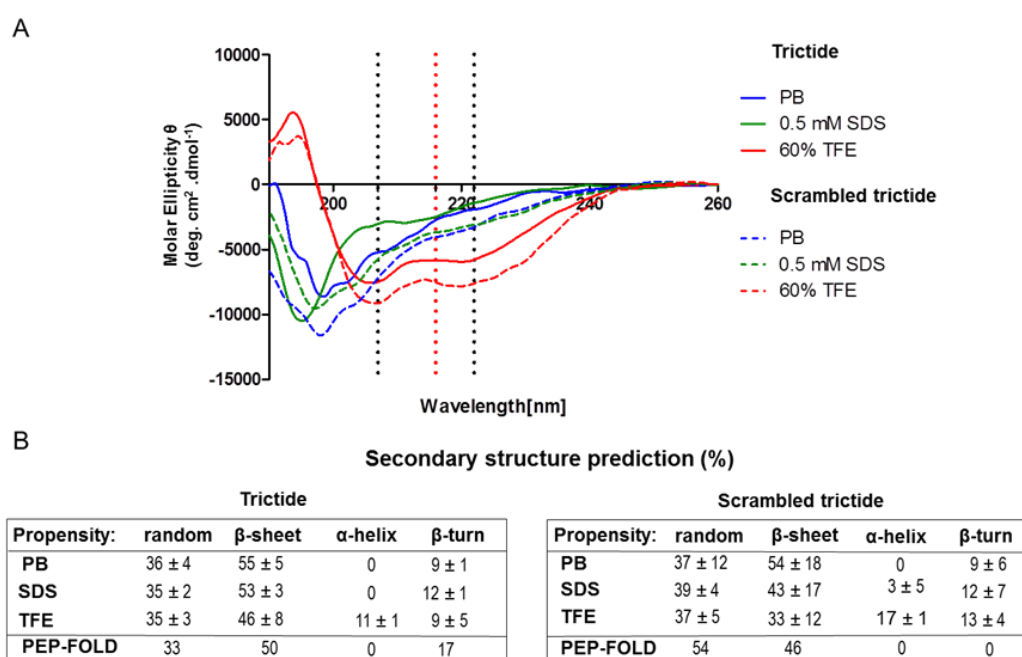 A
10000
5000
0
-5000
-10000
-15000
200
220
240
260
Molar Ellipticity θ
(deg. cm² .dmol⁻¹)
Wavelength[nm]
Trictide
PB
0.5 mM SDS
60% TFE
Scrambled trictide
PB
0.5 mM SDS
60% TFE
B
Secondary structure prediction (%)
Trictide
Propensity: random β-sheet α-helix β-turn
PB 36 ± 4 55 ± 5 0 9 ± 1
SDS 35 ± 2 53 ± 3 0 12 ± 1
TFE 35 ± 3 46 ± 8 11 ± 1 9 ± 5
PEP-FOLD 33 50 0 17
Scrambled trictide
Propensity: random β-sheet α-helix β-turn
PB 37 ± 12 54 ± 18 0 9 ± 6
SDS 39 ± 4 43 ± 17 3 ± 5 12 ± 7
TFE 37 ± 5 33 ± 12 17 ± 1 13 ± 4
PEP-FOLD 54 46 0 0